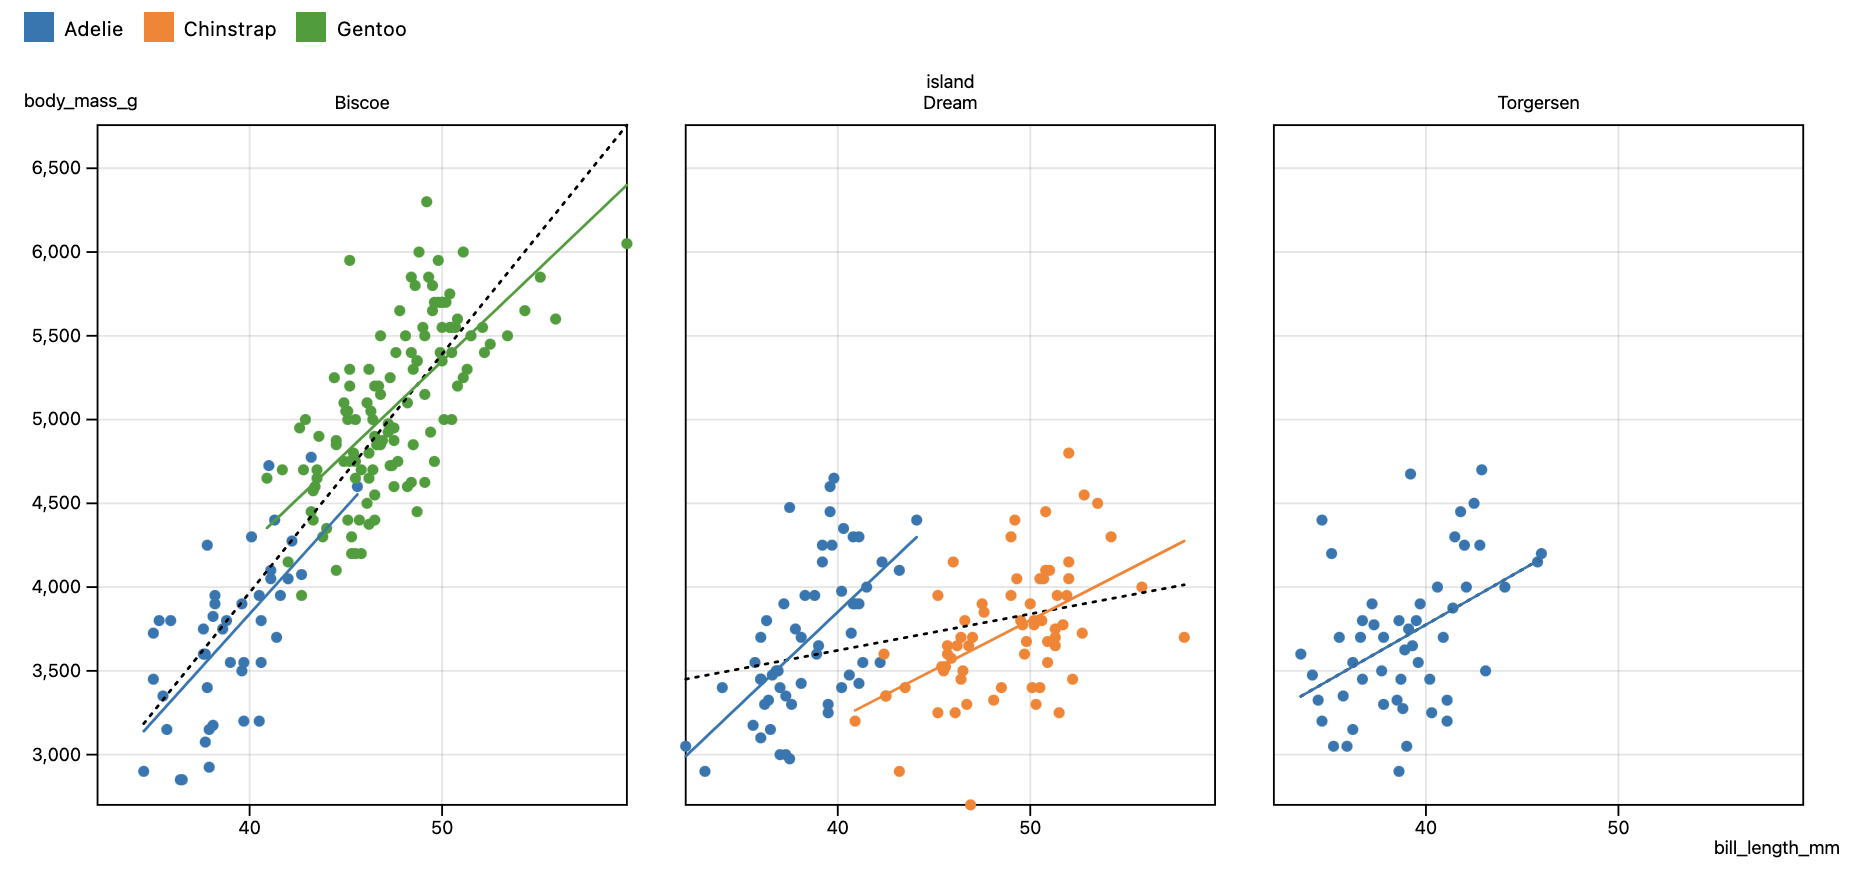 Adelie Chinstrap Gentoo
island
body_mass_g Biscoe Dream Torgersen
6,500
6,000
5,500
5,000
4,500
4,000
3,500
3,000
40 50 40 50 40 50
bill_length_mm